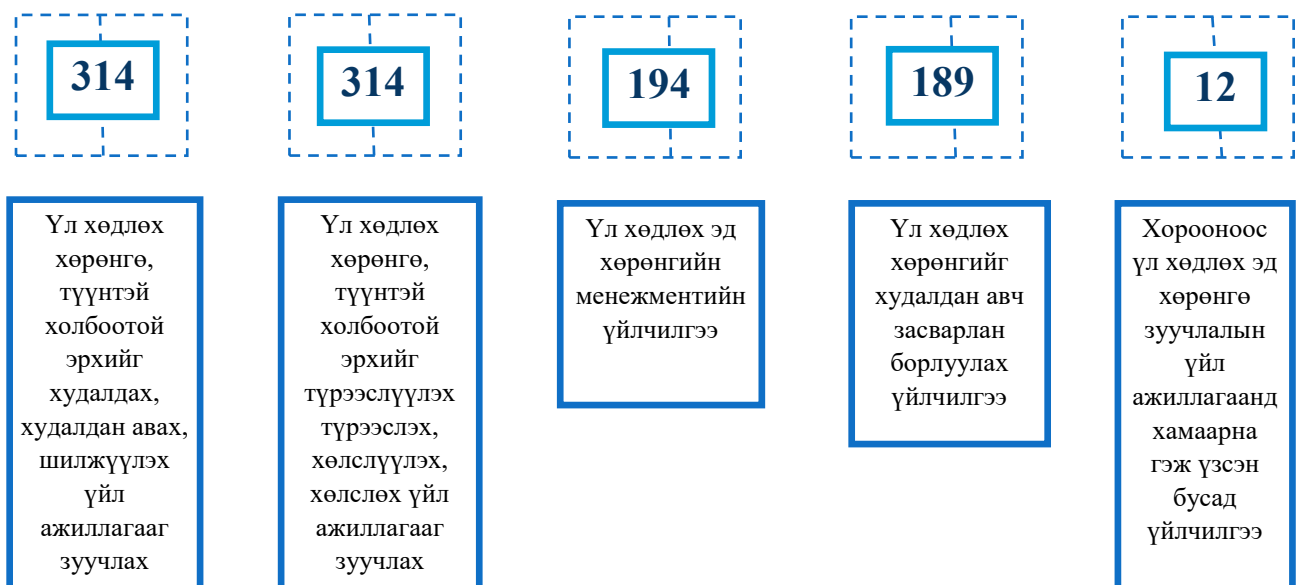 314
314
194
189
12
Үл хөдлөх
хөрөнгө,
түүнтэй
холбоотой
эрхийг
худалдах,
худалдан авах,
шилжүүлэх
үйл
ажиллагааг
зуучлах
Үл хөдлөх
хөрөнгө,
түүнтэй
холбоотой
эрхийг
түрээслүүлэх
түрээслэх,
хөлслүүлэх,
хөлслөх үйл
ажиллагааг
зуучлах
Үл хөдлөх эд
хөрөнгийн
менежментийн
үйлчилгээ
Үл хөдлөх
хөрөнгийг
худалдан авч
засварлан
борлуулах
үйлчилгээ
Хорооноос
үл хөдлөх эд
хөрөнгө
зуучлалын
үйл
ажиллагаанд
хамаарна
гэж үзсэн
бусад
үйлчилгээ